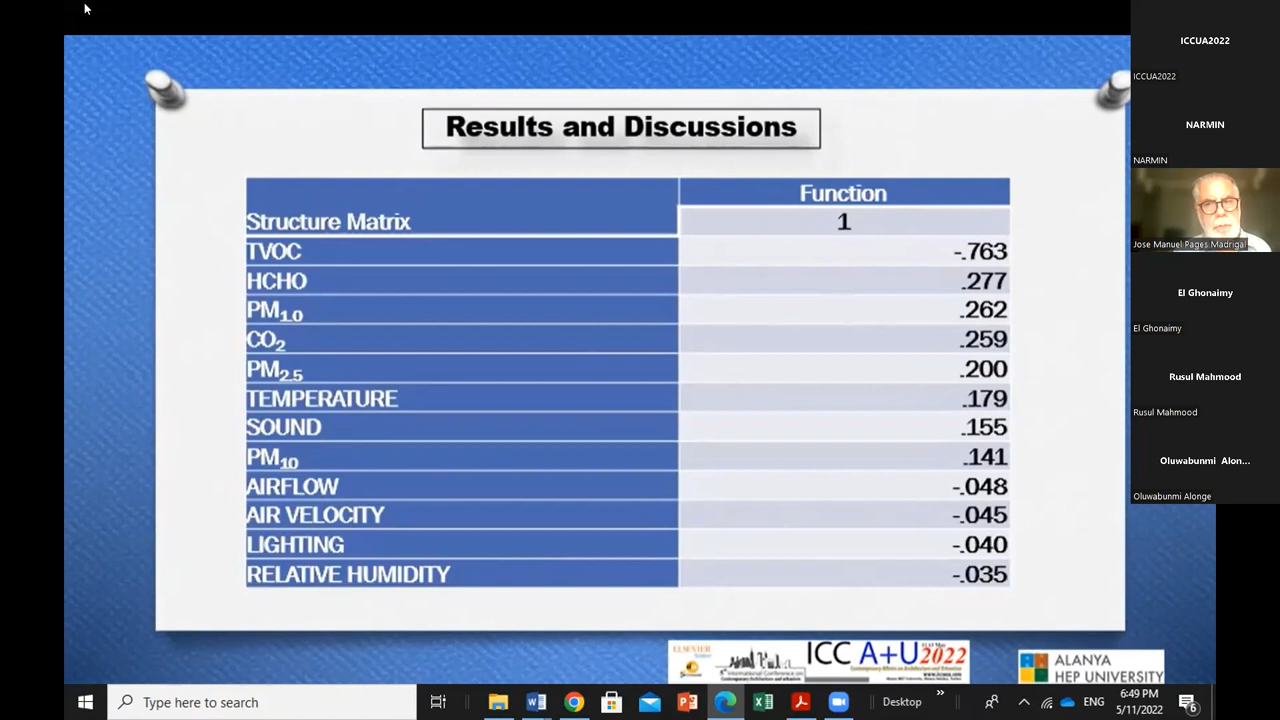 Results and Discussions
Function
Structure Matrix 1
TVOC -.763
HCHO .277
PM1.0 .262
CO2 .259
PM2.5 .200
TEMPERATURE .179
SOUND .155
PM10 .141
AIRFLOW -.048
AIR VELOCITY -.045
LIGHTING -.040
RELATIVE HUMIDITY -.035
ICCUA2022
ICCUA2022
NARMIN
NARMIN
Jose Manuel Pages Madrigal
El Ghonaimy
El Ghonaimy
Rusul Mahmood
Rusul Mahmood
Oluwabunmi Alon...
Oluwabunmi Alonge
ELSEVIER
ICC A+U 2022
ALANYA
HEP UNIVERSITY
Type here to search
Desktop
ENG
6:49 PM
5/11/2022